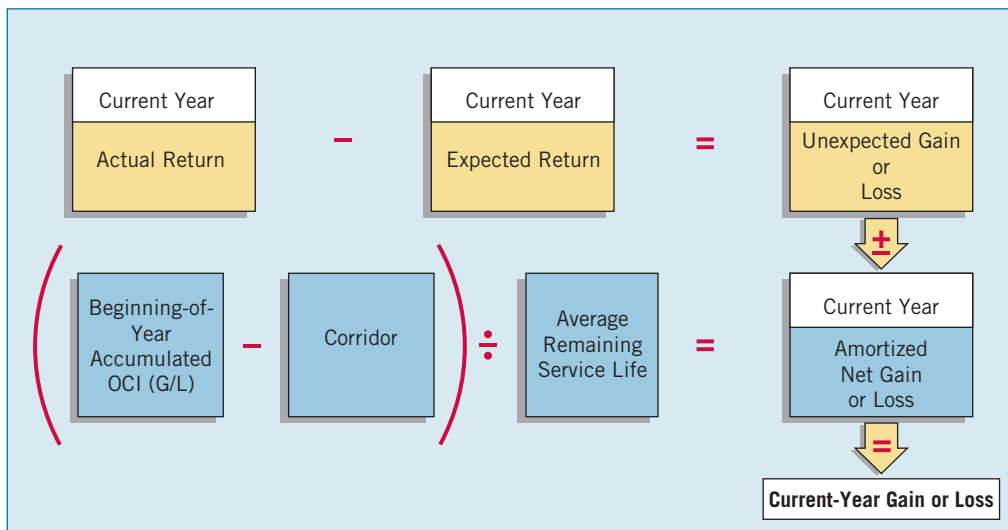 Current Year
Actual Return
–
Current Year
Expected Return
=
Current Year
Unexpected Gain
or
Loss
±
(
Beginning-of-
Year
Accumulated
OCI (G/L)
–
Corridor
)
÷
Average
Remaining
Service Life
=
Current Year
Amortized
Net Gain
or Loss
=
Current-Year Gain or Loss